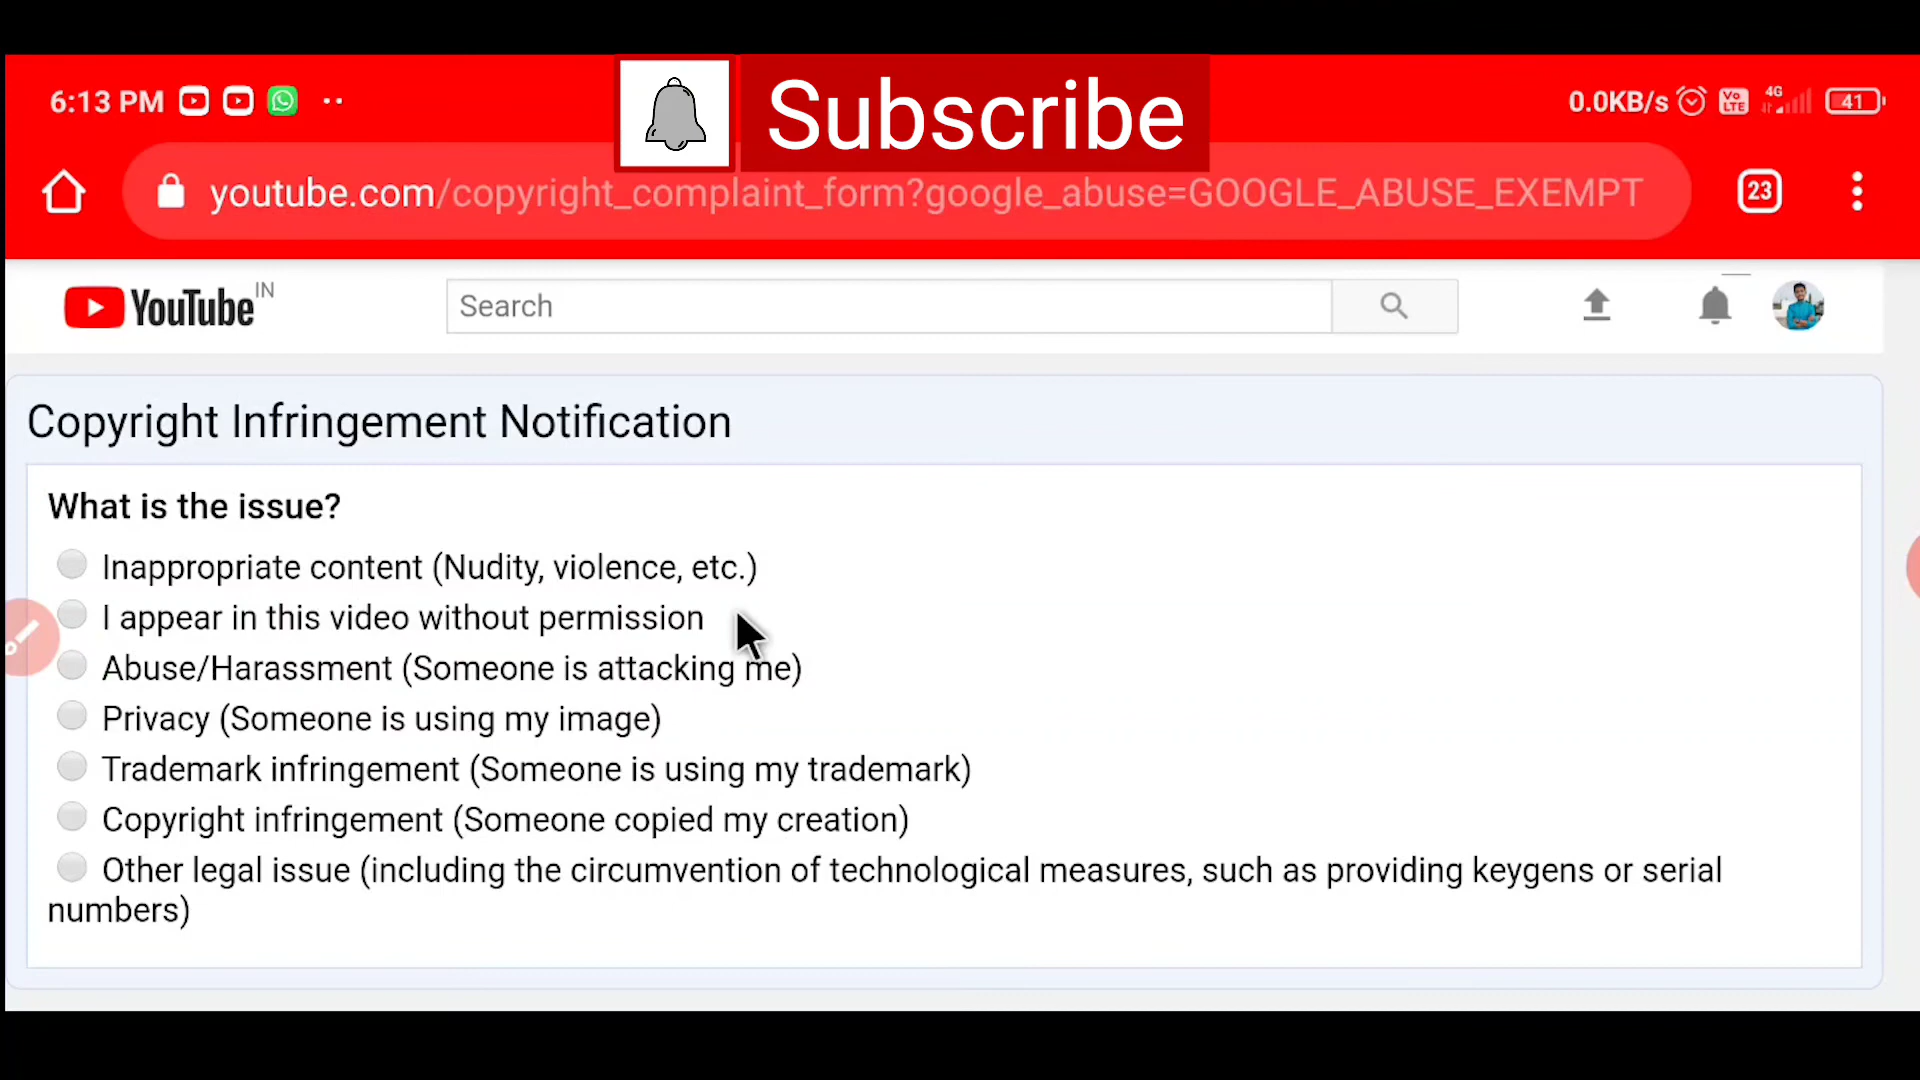 Subscribe
6:13 PM
0.0KB/s Vo LTE 4G 41
youtube.com/copyright_complaint_form?google_abuse=GOOGLE_ABUSE_EXEMPT 23
YouTube IN Search
Copyright Infringement Notification
What is the issue?
Inappropriate content (Nudity, violence, etc.)
I appear in this video without permission
Abuse/Harassment (Someone is attacking me)
Privacy (Someone is using my image)
Trademark infringement (Someone is using my trademark)
Copyright infringement (Someone copied my creation)
Other legal issue (including the circumvention of technological measures, such as providing keygens or serial
numbers)